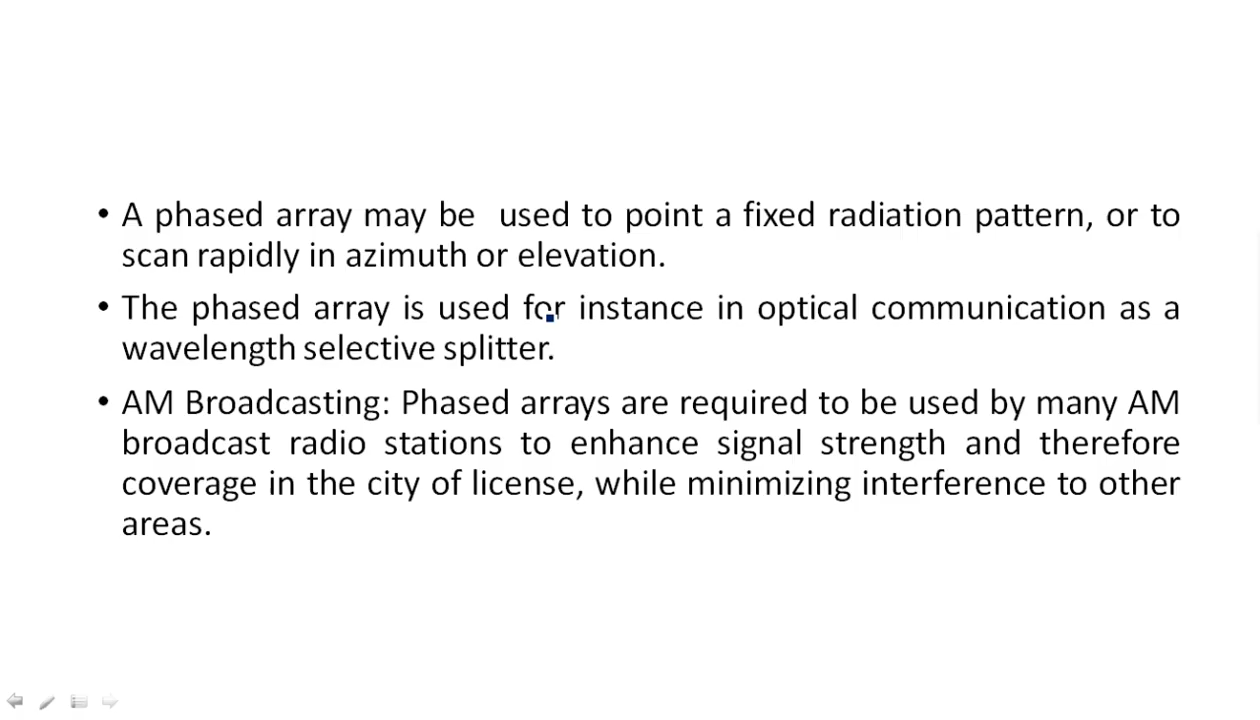 • A phased array may be used to point a fixed radiation pattern, or to
scan rapidly in azimuth or elevation.
• The phased array is used for instance in optical communication as a
wavelength selective splitter.
• AM Broadcasting: Phased arrays are required to be used by many AM
broadcast radio stations to enhance signal strength and therefore
coverage in the city of license, while minimizing interference to other
areas.